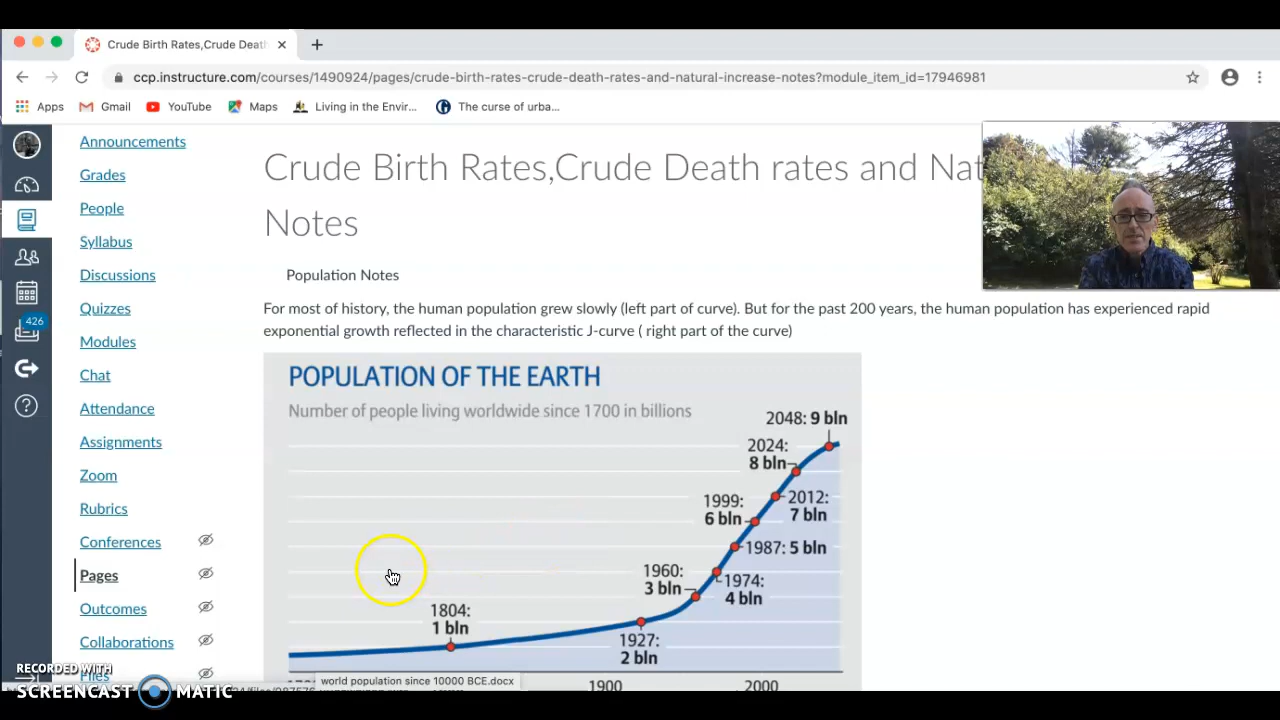 Crude Birth Rates,Crude Death
ccp.instructure.com/courses/1490924/pages/crude-birth-rates-crude-death-rates-and-natural-increase-notes?module_item_id=17946981
Apps
Gmail
YouTube
Maps
Living in the Envir...
The curse of urba...
426
Announcements
Grades
People
Syllabus
Discussions
Quizzes
Modules
Chat
Attendance
Assignments
Zoom
Rubrics
Conferences
Pages
Outcomes
Collaborations
Files
Crude Birth Rates,Crude Death rates and Nat
Notes
Population Notes
For most of history, the human population grew slowly (left part of curve). But for the past 200 years, the human population has experienced rapid
exponential growth reflected in the characteristic J-curve ( right part of the curve)
POPULATION OF THE EARTH
Number of people living worldwide since 1700 in billions
2048: 9 bln
2024:
8 bln
2012:
7 bln
1999:
6 bln
1987: 5 bln
1974:
4 bln
1960:
3 bln
1927:
2 bln
1804:
1 bln
1900
2000
world population since 10000 BCE.docx
RECORDED WITH
SCREENCAST MATIC